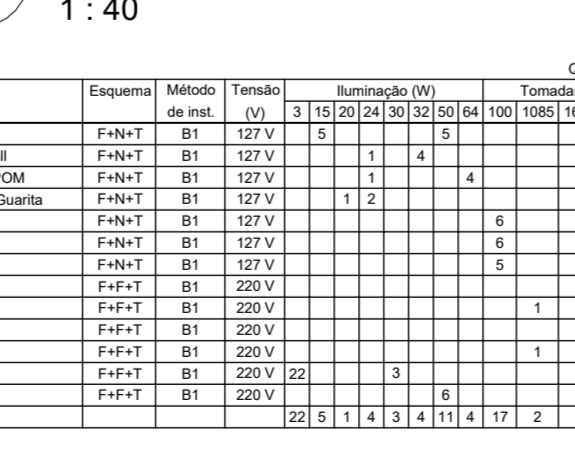 1 : 40
Esquema Método Tensão Iluminação (W)
de inst. (V) 3 15 20 24 30 32 50 64 100 1085
F+N+T B1 127 V 5 5
F+N+T B1 127 V 1 4
F+N+T B1 127 V 1 4
Guarita F+N+T B1 127 V 1 2
F+N+T B1 127 V 6
F+N+T B1 127 V 6
F+N+T B1 127 V 5
F+F+T B1 220 V
F+F+T B1 220 V 1
F+F+T B1 220 V
F+F+T B1 220 V 1
F+F+T B1 220 V 22 3
F+F+T B1 220 V 6
22 5 1 4 3 4 11 4 17 2